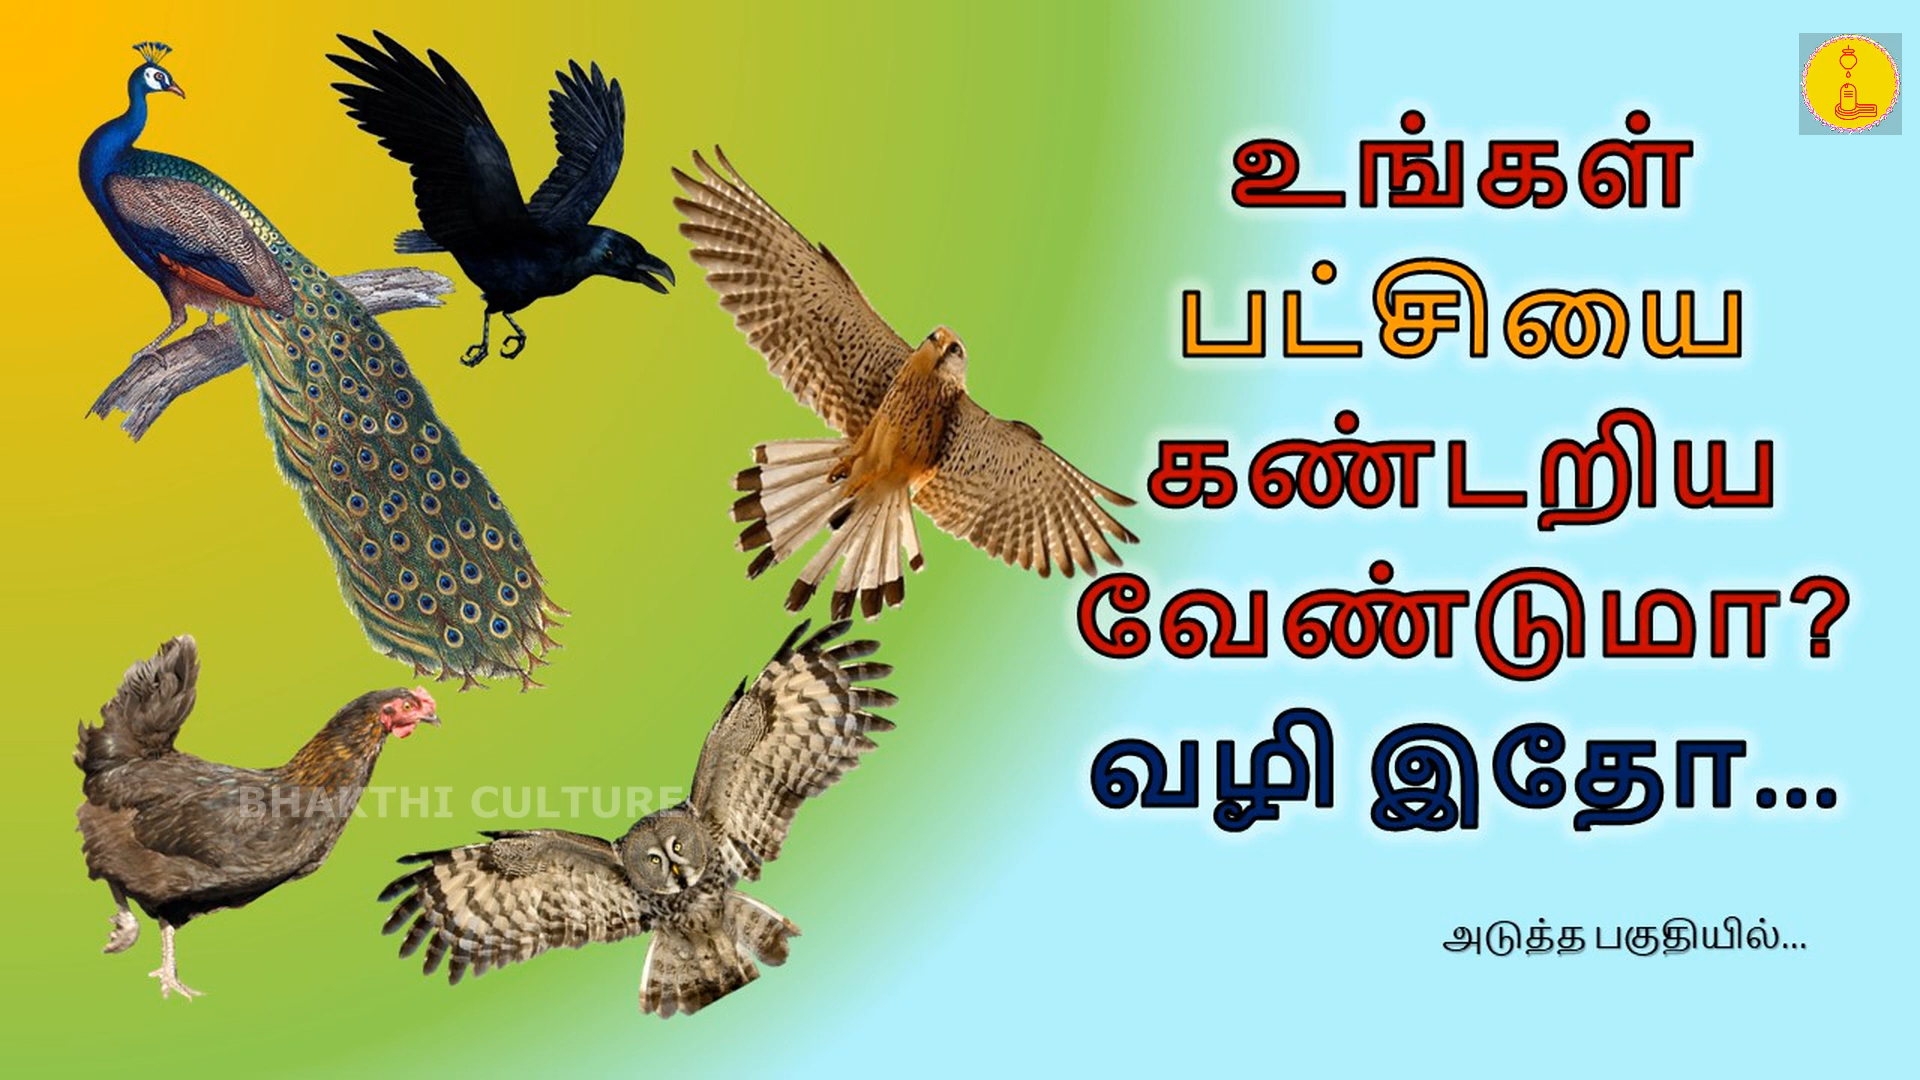 உங்கள்
பட்சியை
கண்டறிய
வேண்டுமா?
வழி இதோ...
BHAKTHI CULTURE
அடுத்த பகுதியில்...